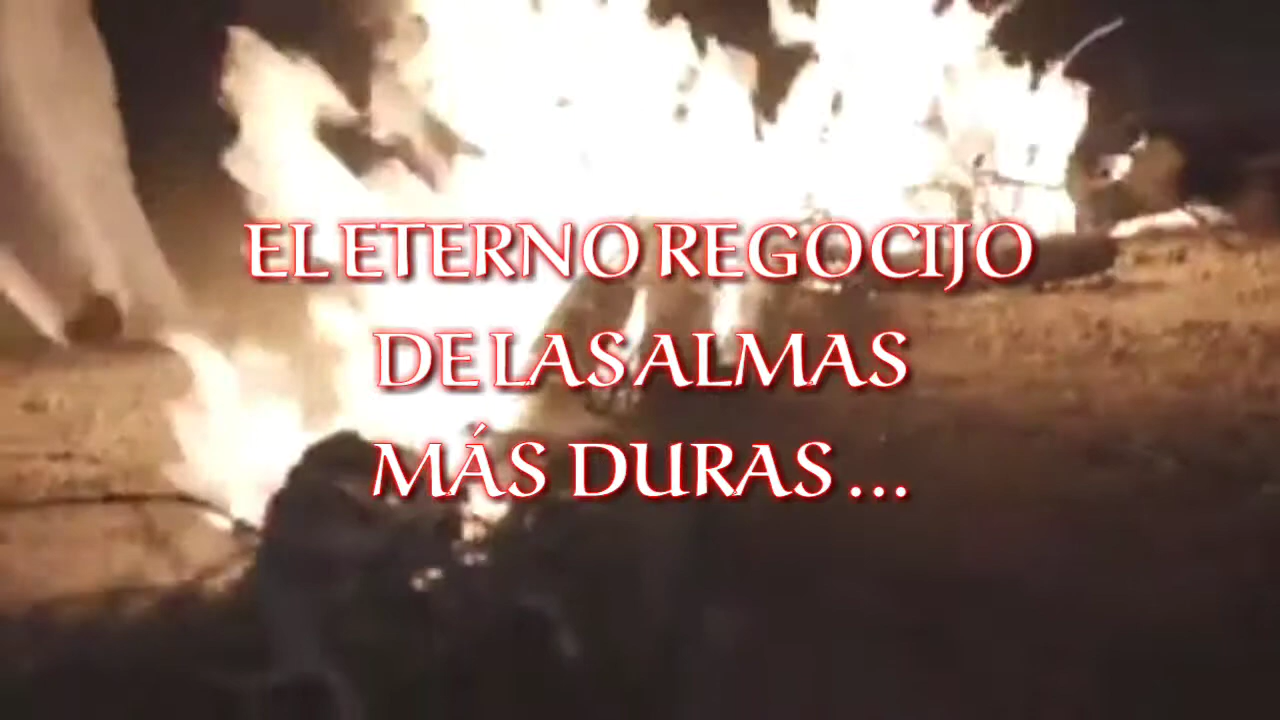 EL ETERNO REGOCIJO
DE LAS ALMAS
MÁS DURAS ...